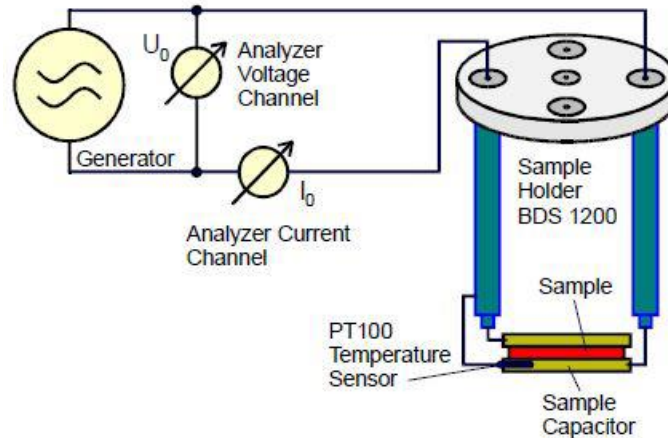 U0
Analyzer
Voltage
Channel
Generator
I0
Analyzer Current
Channel
Sample
Holder
BDS 1200
Sample
PT100
Temperature
Sensor
Sample
Capacitor